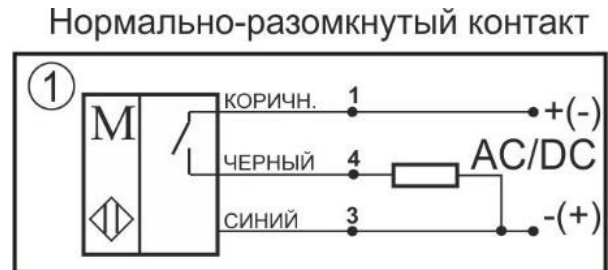 Нормально-разомкнутый контакт
1
М
КОРИЧН. 1 +(-)
ЧЕРНЫЙ 4 AC/DC
СИНИЙ 3 -(+)